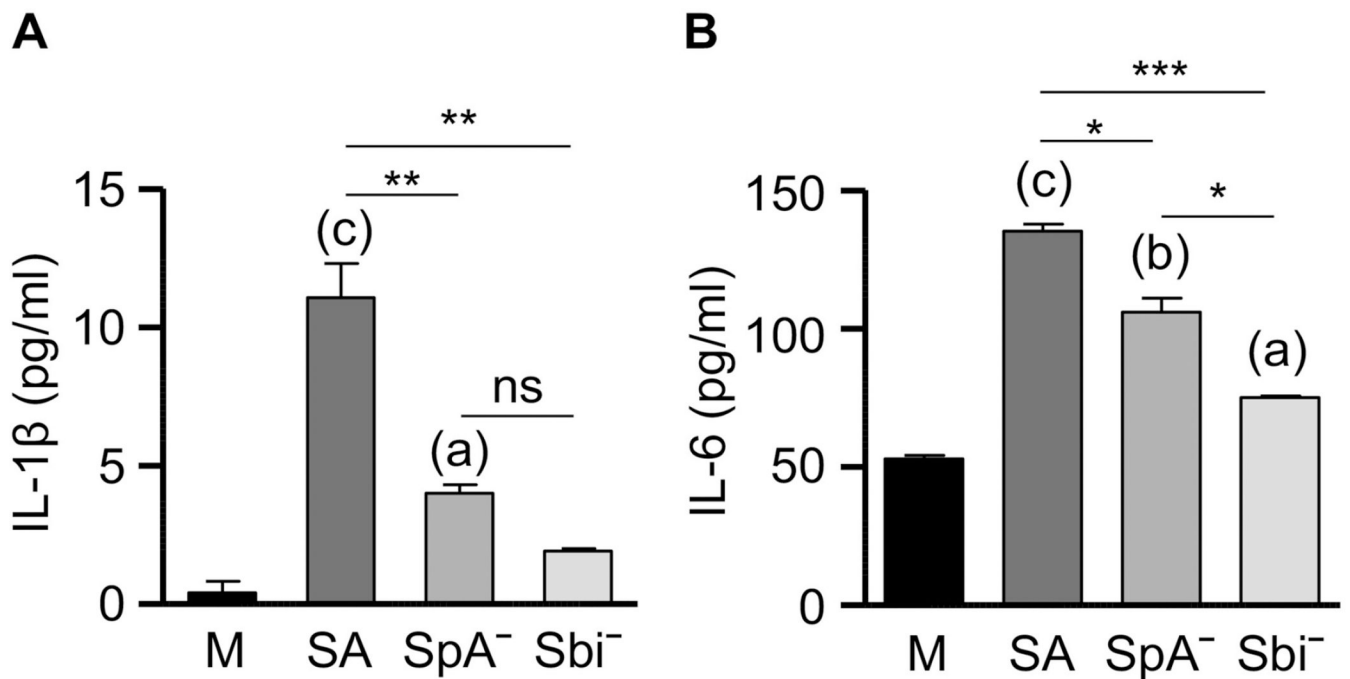 A
**
**
15
(c)
10
ns
5
(a)
0
IL-1β (pg/ml)
M SA SpA⁻ Sbi⁻
B
***
*
150
(c)
*
(b)
100
(a)
50
0
IL-6 (pg/ml)
M SA SpA⁻ Sbi⁻